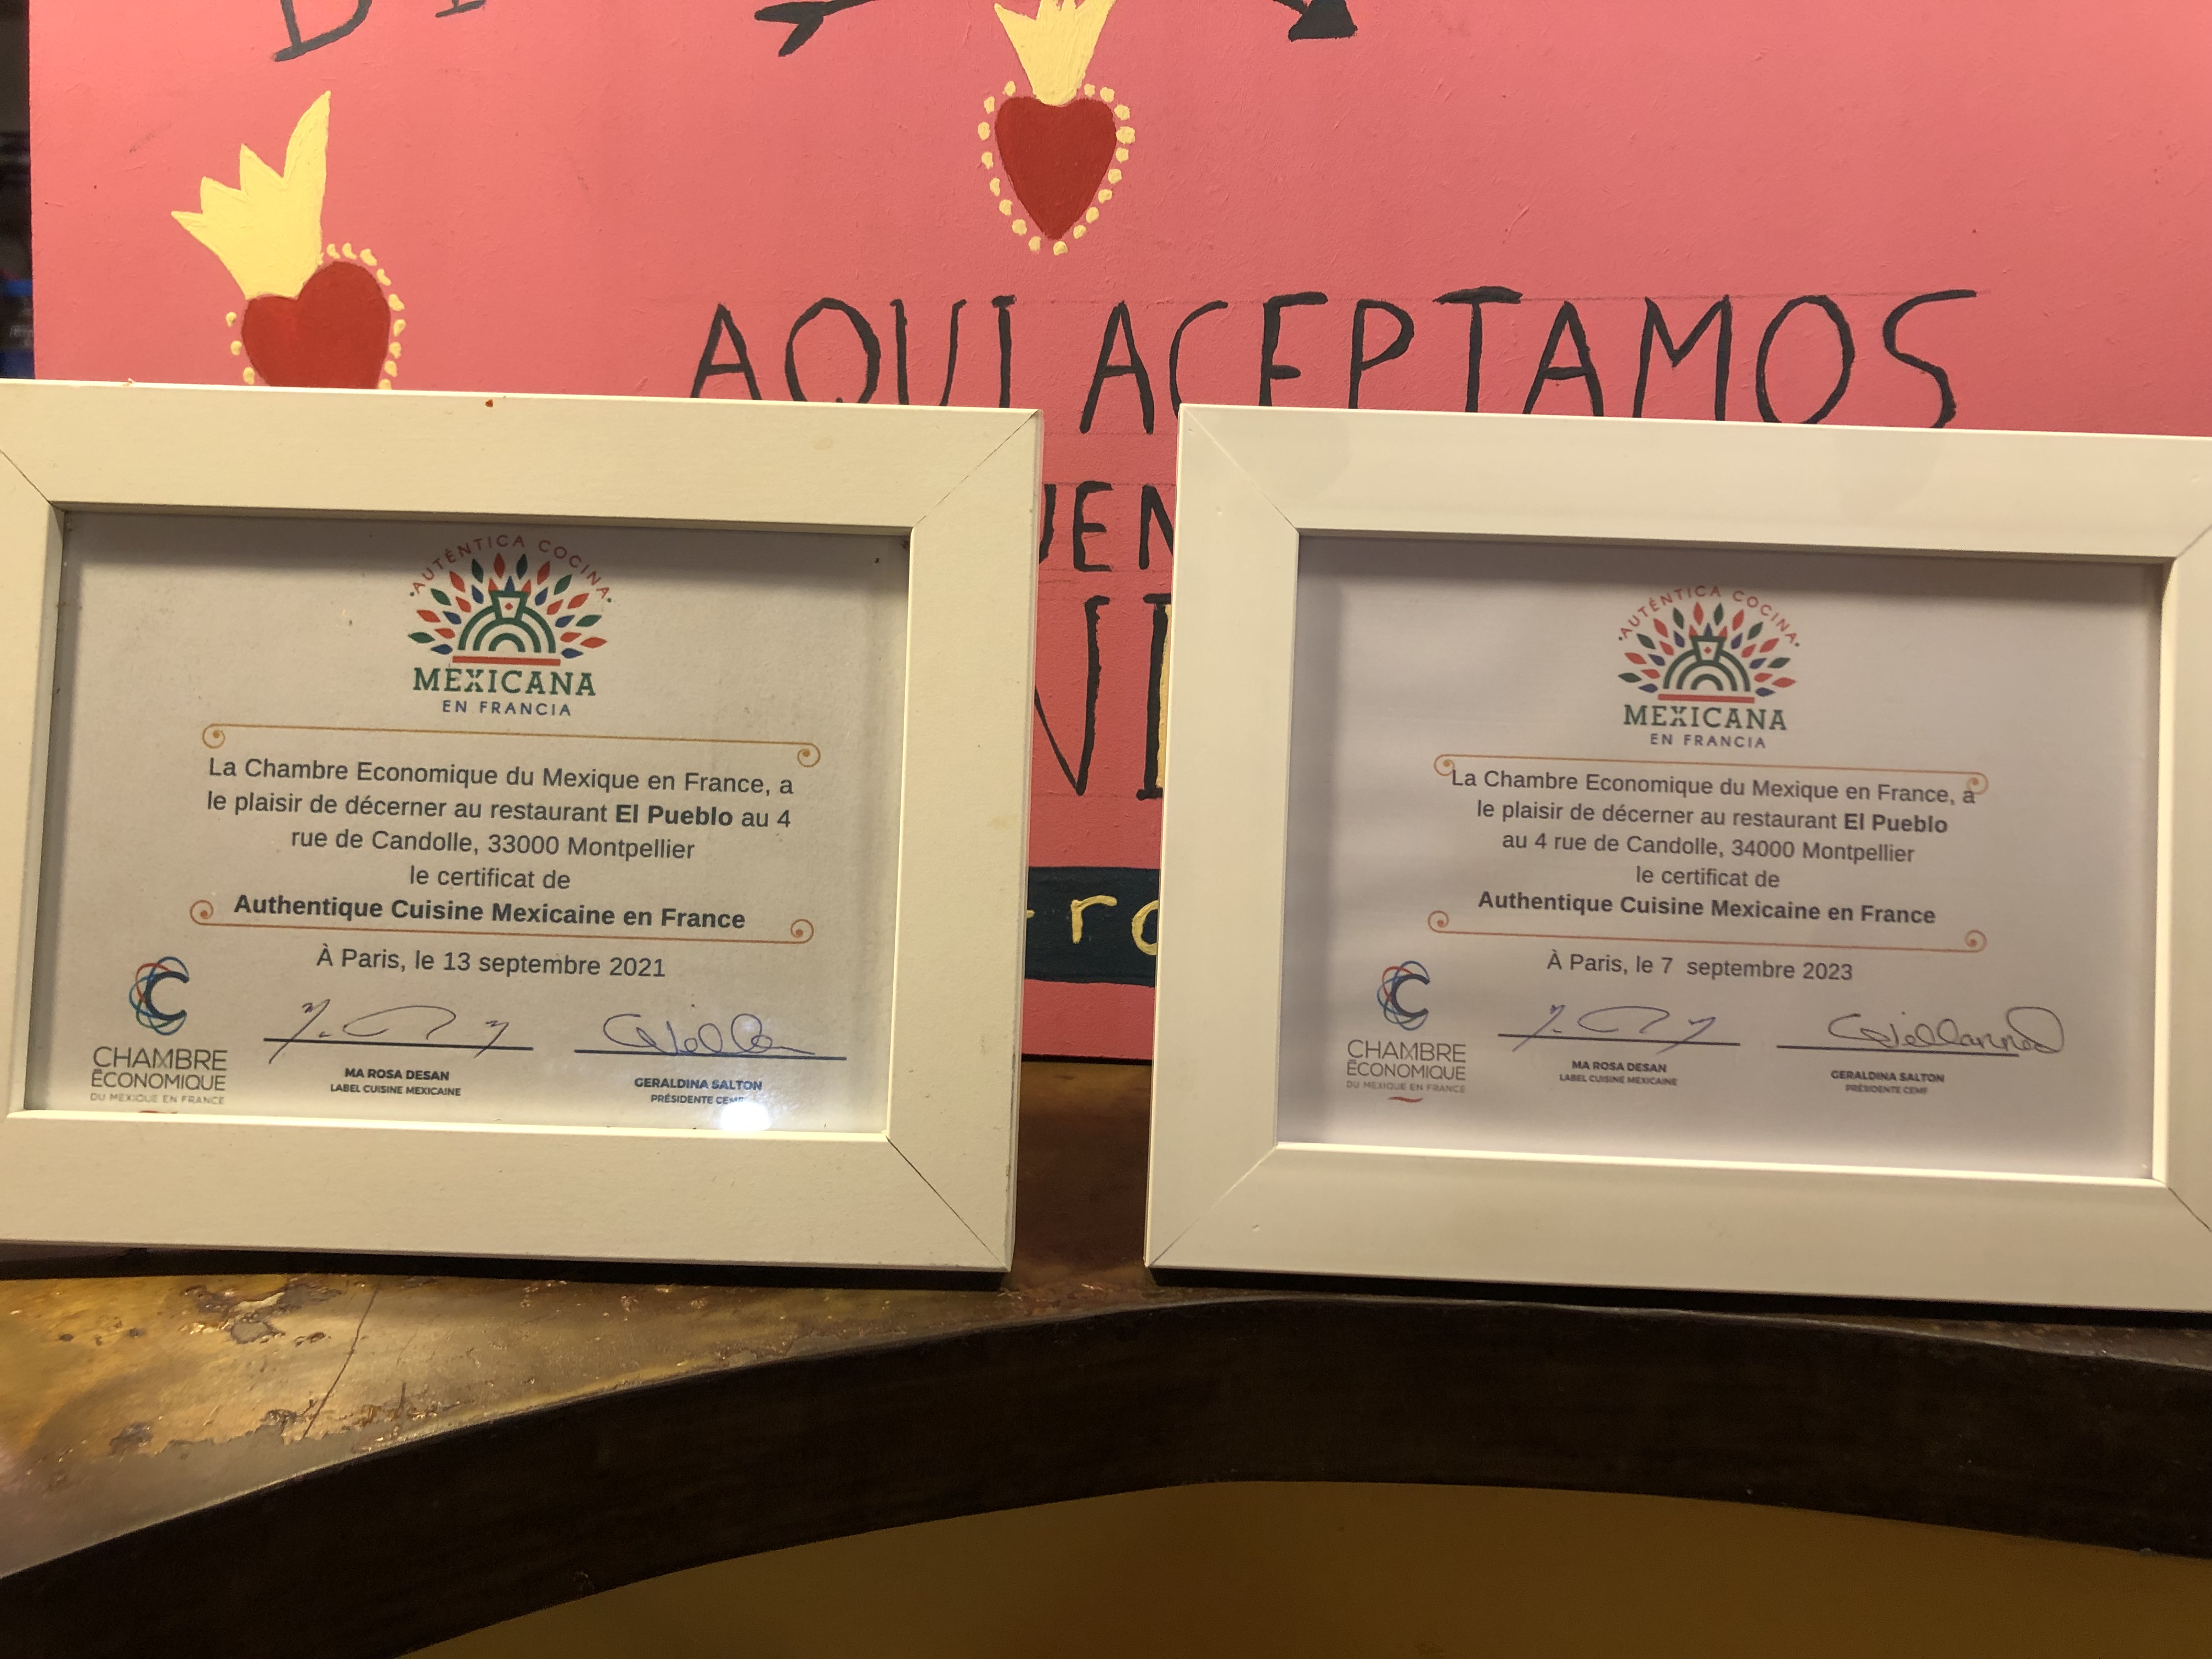 AQUI ACEPTAMOS
AUTÉNTICA COCINA
MEXICANA
EN FRANCIA
La Chambre Economique du Mexique en France, a
le plaisir de décerner au restaurant El Pueblo au 4
rue de Candolle, 33000 Montpellier
le certificat de
Authentique Cuisine Mexicaine en France
À Paris, le 13 septembre 2021
CHAMBRE
ÉCONOMIQUE
DU MEXIQUE EN FRANCE
MA ROSA DESAN
LABEL CUISINE MEXICAINE
GERALDINA SALTON
PRÉSIDENTE CEMF
AUTÉNTICA COCINA
MEXICANA
EN FRANCIA
La Chambre Economique du Mexique en France, a
le plaisir de décerner au restaurant El Pueblo
au 4 rue de Candolle, 34000 Montpellier
le certificat de
Authentique Cuisine Mexicaine en France
À Paris, le 7 septembre 2023
CHAMBRE
ÉCONOMIQUE
DU MEXIQUE EN FRANCE
MA ROSA DESAN
LABEL CUISINE MEXICAINE
GERALDINA SALTON
PRÉSIDENTE CEMF